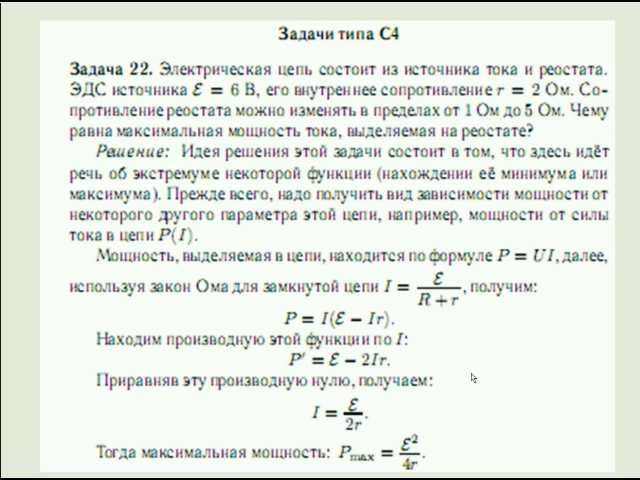 Задачи типа С4
Задача 22. Электрическая цепь состоит из источника тока и реостата.
ЭДС источника ℰ = 6 В, его внутреннее сопротивление r = 2 Ом. Со-
противление реостата можно изменять в пределах от 1 Ом до 5 Ом. Чему
равна максимальная мощность тока, выделяемая на реостате?
Решение: Идея решения этой задачи состоит в том, что здесь идёт
речь об экстремуме некоторой функции (нахождении её минимума или
максимума). Прежде всего, надо получить вид зависимости мощности от
некоторого другого параметра этой цепи, например, мощности от силы
тока в цепи P(I).
Мощность, выделяемая в цепи, находится по формуле P = UI, далее,
используя закон Ома для замкнутой цепи I = ℰ/(R + r), получим:
P = I(ℰ − Ir).
Находим производную этой функции по I:
P′ = ℰ − 2Ir.
Приравняв эту производную нулю, получаем:
I = ℰ/2r.
Тогда максимальная мощность: Pmax = ℰ²/4r.